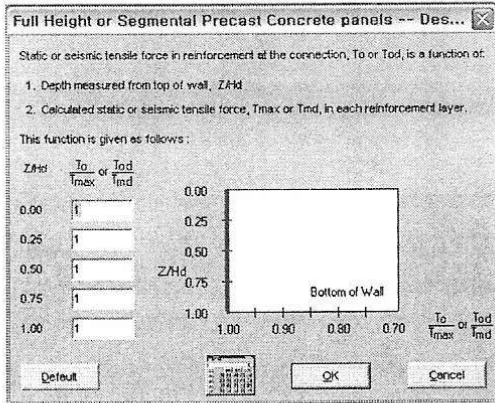 Full Height or Segmental Precast Concrete panels -- Des...
Static or seismic tensile force in reinforcement at the connection, To or Tod, is a function of:
1. Depth measured from top of wall, Z/Hd
2. Calculated static or seismic tensile force, Tmax or Tmd, in each reinforcement layer.
This function is given as follows :
Z/Hd To/Tmax or Tod/Tmd
0.00 1
0.25 1
0.50 1
0.75 1
1.00 1
0.00
0.25
0.50
Z/Hd
0.75
Bottom of Wall
1.00
1.00 0.90 0.80 0.70
To/Tmax or Tod/Tmd
Default
OK
Cancel